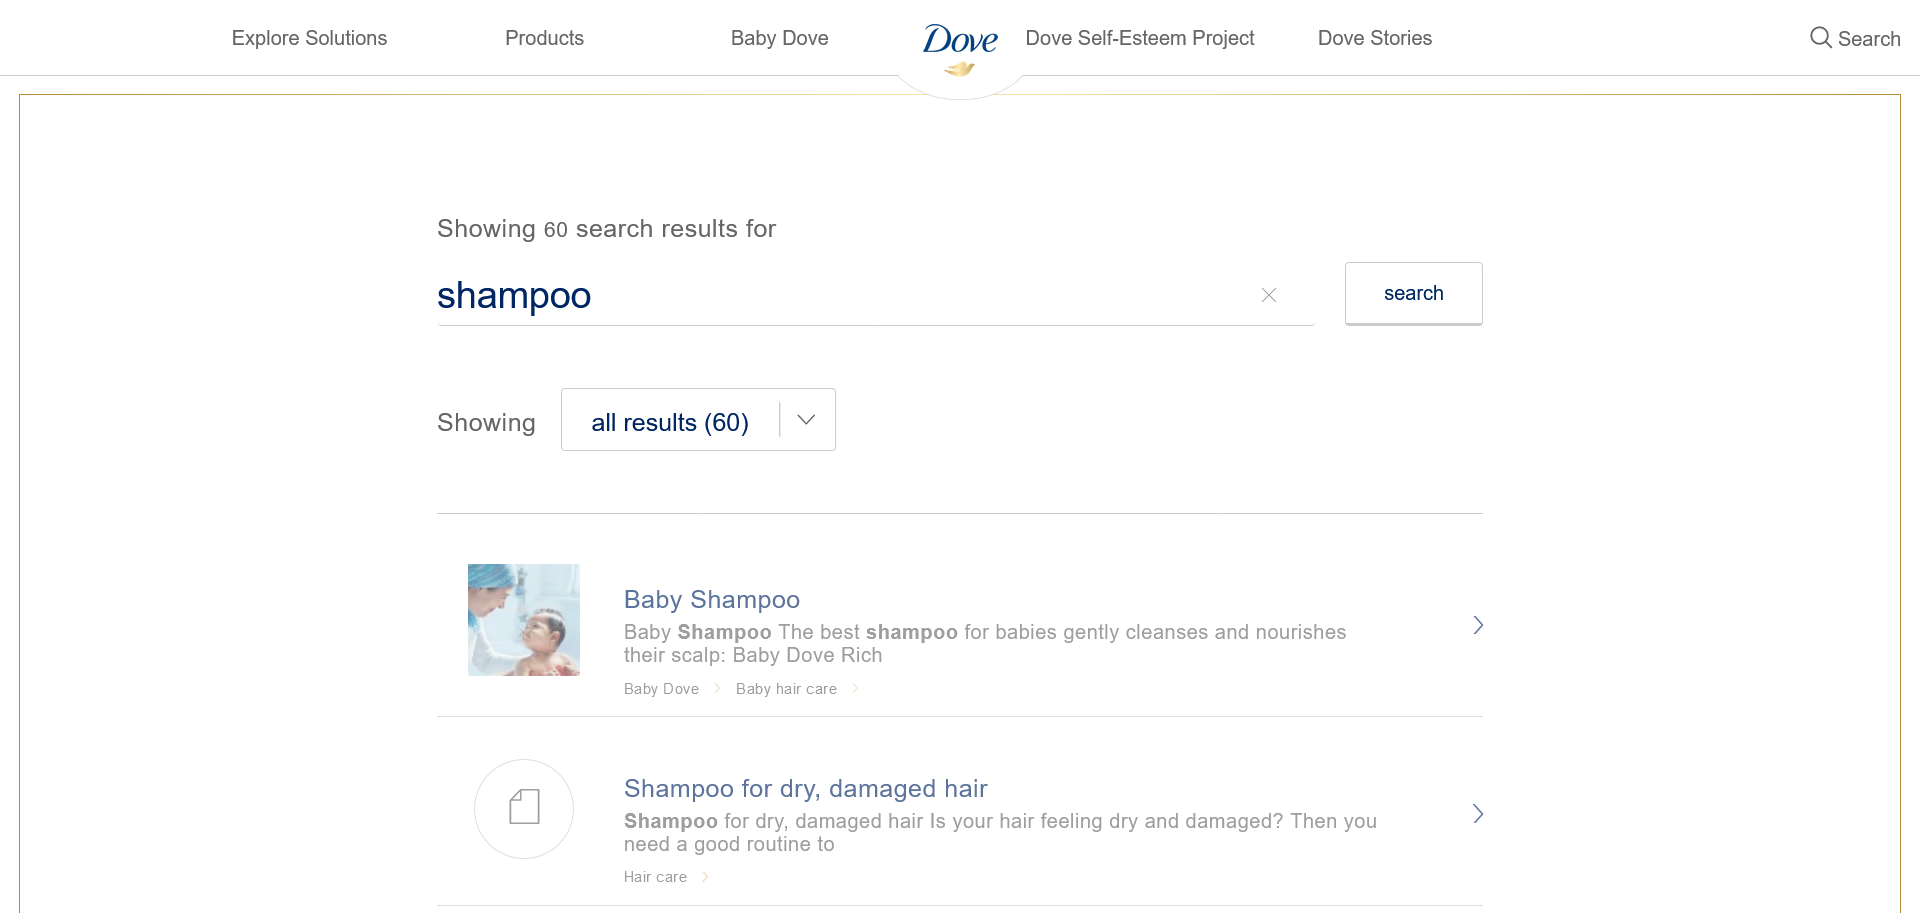 Explore Solutions
Products
Baby Dove
Dove
Dove Self-Esteem Project
Dove Stories
Search
Showing 60 search results for
shampoo
search
Showing
all results (60)
Baby Shampoo
Baby Shampoo The best shampoo for babies gently cleanses and nourishes
their scalp: Baby Dove Rich
Baby Dove
Baby hair care
Shampoo for dry, damaged hair
Shampoo for dry, damaged hair Is your hair feeling dry and damaged? Then you
need a good routine to
Hair care